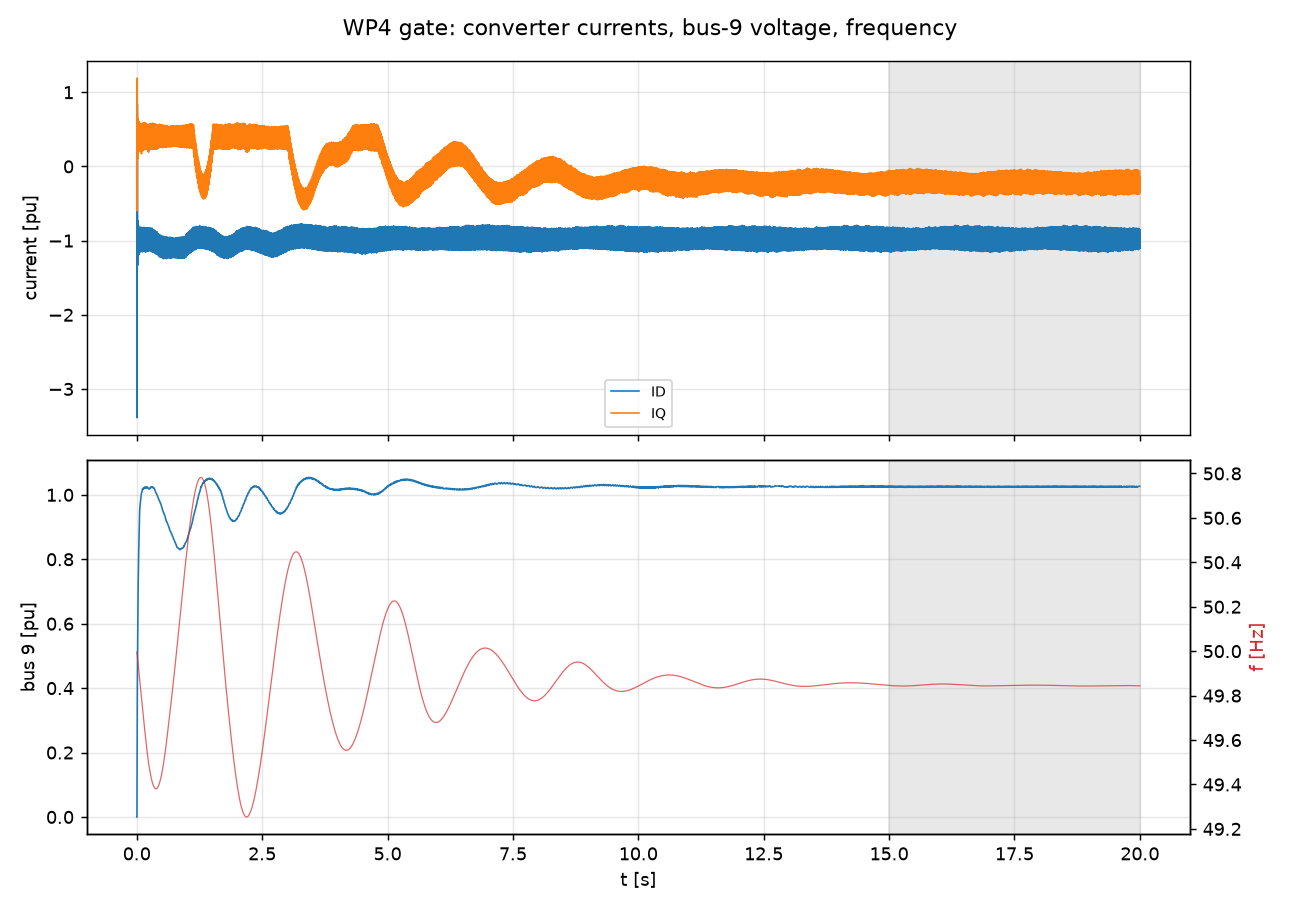 WP4 gate: converter currents, bus-9 voltage, frequency
1
0
−1
−2
−3
current [pu]
ID
IQ
1.0
0.8
0.6
0.4
0.2
0.0
bus 9 [pu]
50.8
50.6
50.4
50.2
50.0
49.8
49.6
49.4
49.2
f [Hz]
0.0 2.5 5.0 7.5 10.0 12.5 15.0 17.5 20.0
t [s]